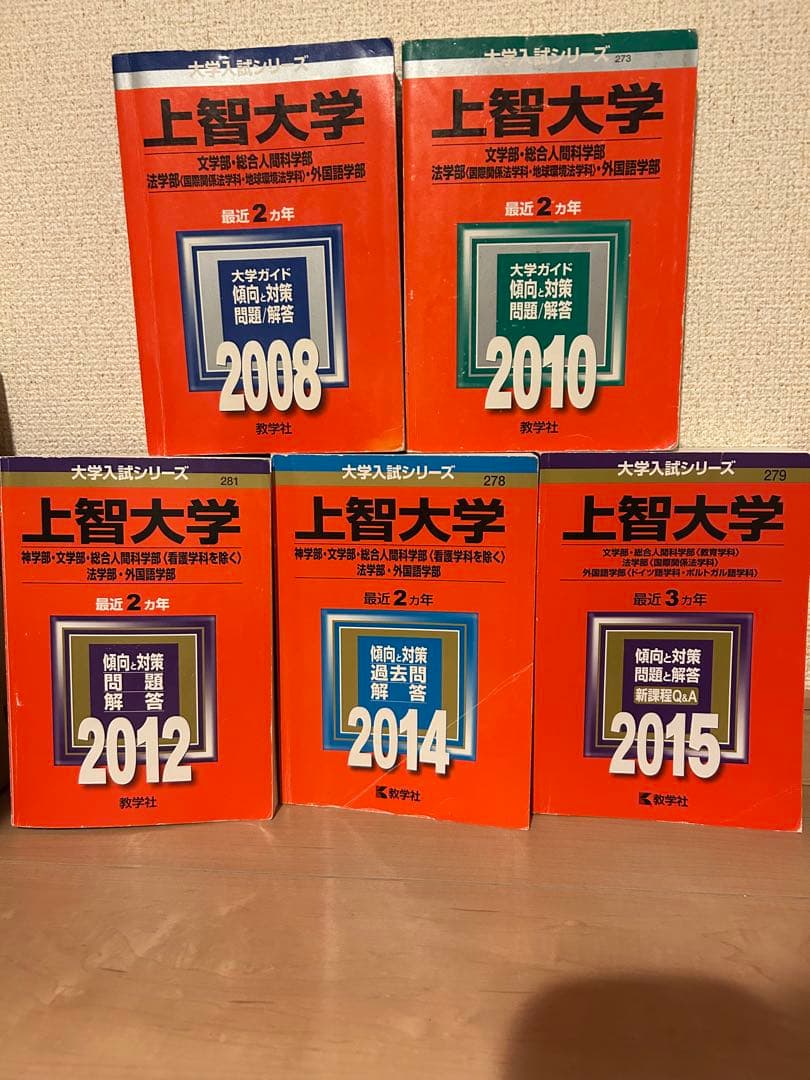 大学入試シリーズ
上智大学
文学部・総合人間科学部
法学部〈国際関係法学科・地球環境法学科〉・外国語学部
最近2ヵ年
大学ガイド
傾向と対策
問題/解答
2008
教学社
大学入試シリーズ
273
上智大学
文学部・総合人間科学部
法学部〈国際関係法学科・地球環境法学科〉・外国語学部
最近2ヵ年
大学ガイド
傾向と対策
問題/解答
2010
教学社
大学入試シリーズ
281
上智大学
神学部・文学部・総合人間科学部〈看護学科を除く〉
法学部・外国語学部
最近2ヵ年
傾向と対策
問題
解答
2012
教学社
大学入試シリーズ
278
上智大学
神学部・文学部・総合人間科学部〈看護学科を除く〉
法学部・外国語学部
最近2ヵ年
傾向と対策
過去問
解答
2014
教学社
大学入試シリーズ
279
上智大学
文学部・総合人間科学部〈教育学科〉
法学部〈国際関係法学科〉
外国語学部〈ドイツ語学科・ポルトガル語学科〉
最近3ヵ年
傾向と対策
問題と解答
新課程Q&A
2015
教学社